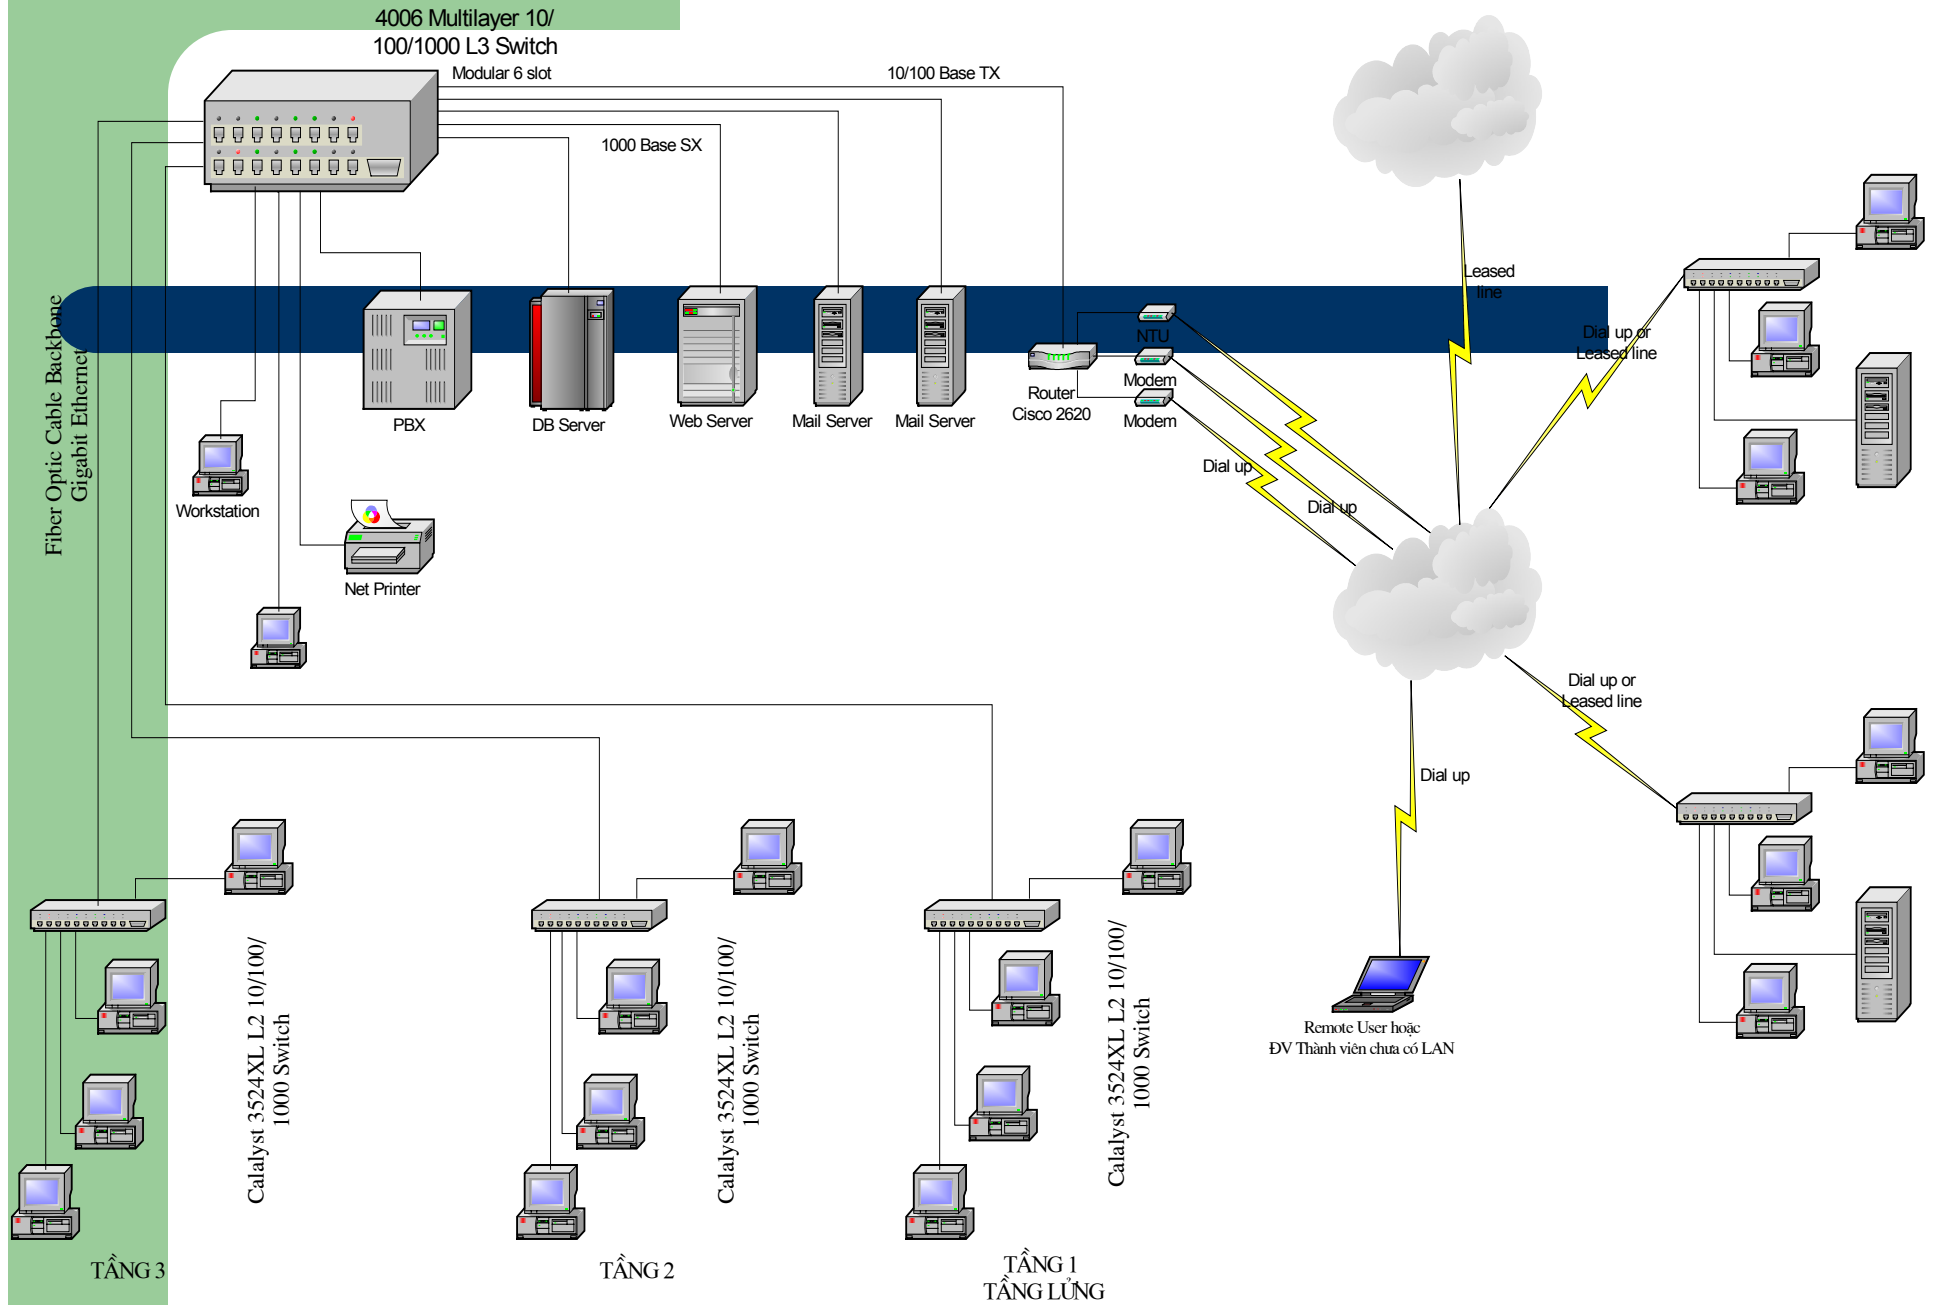 4006 Multilayer 10/
100/1000 L3 Switch
Modular 6 slot
10/100 Base TX
1000 Base SX
Leased
line
Dial up or
Leased line
Fiber Optic Cable Backbone
Gigabit Ethernet
NTU
Modem
Modem
Router
Cisco 2620
PBX
DB Server
Web Server
Mail Server
Mail Server
Dial up
Dial up
Workstation
Net Printer
Dial up or
Leased line
Dial up
Remote User hoặc
ĐV Thành viên chưa có LAN
Calalyst 3524XL L2 10/100/
1000 Switch
Calalyst 3524XL L2 10/100/
1000 Switch
Calalyst 3524XL L2 10/100/
1000 Switch
TẦNG 3
TẦNG 2
TẦNG 1
TẦNG LỬNG